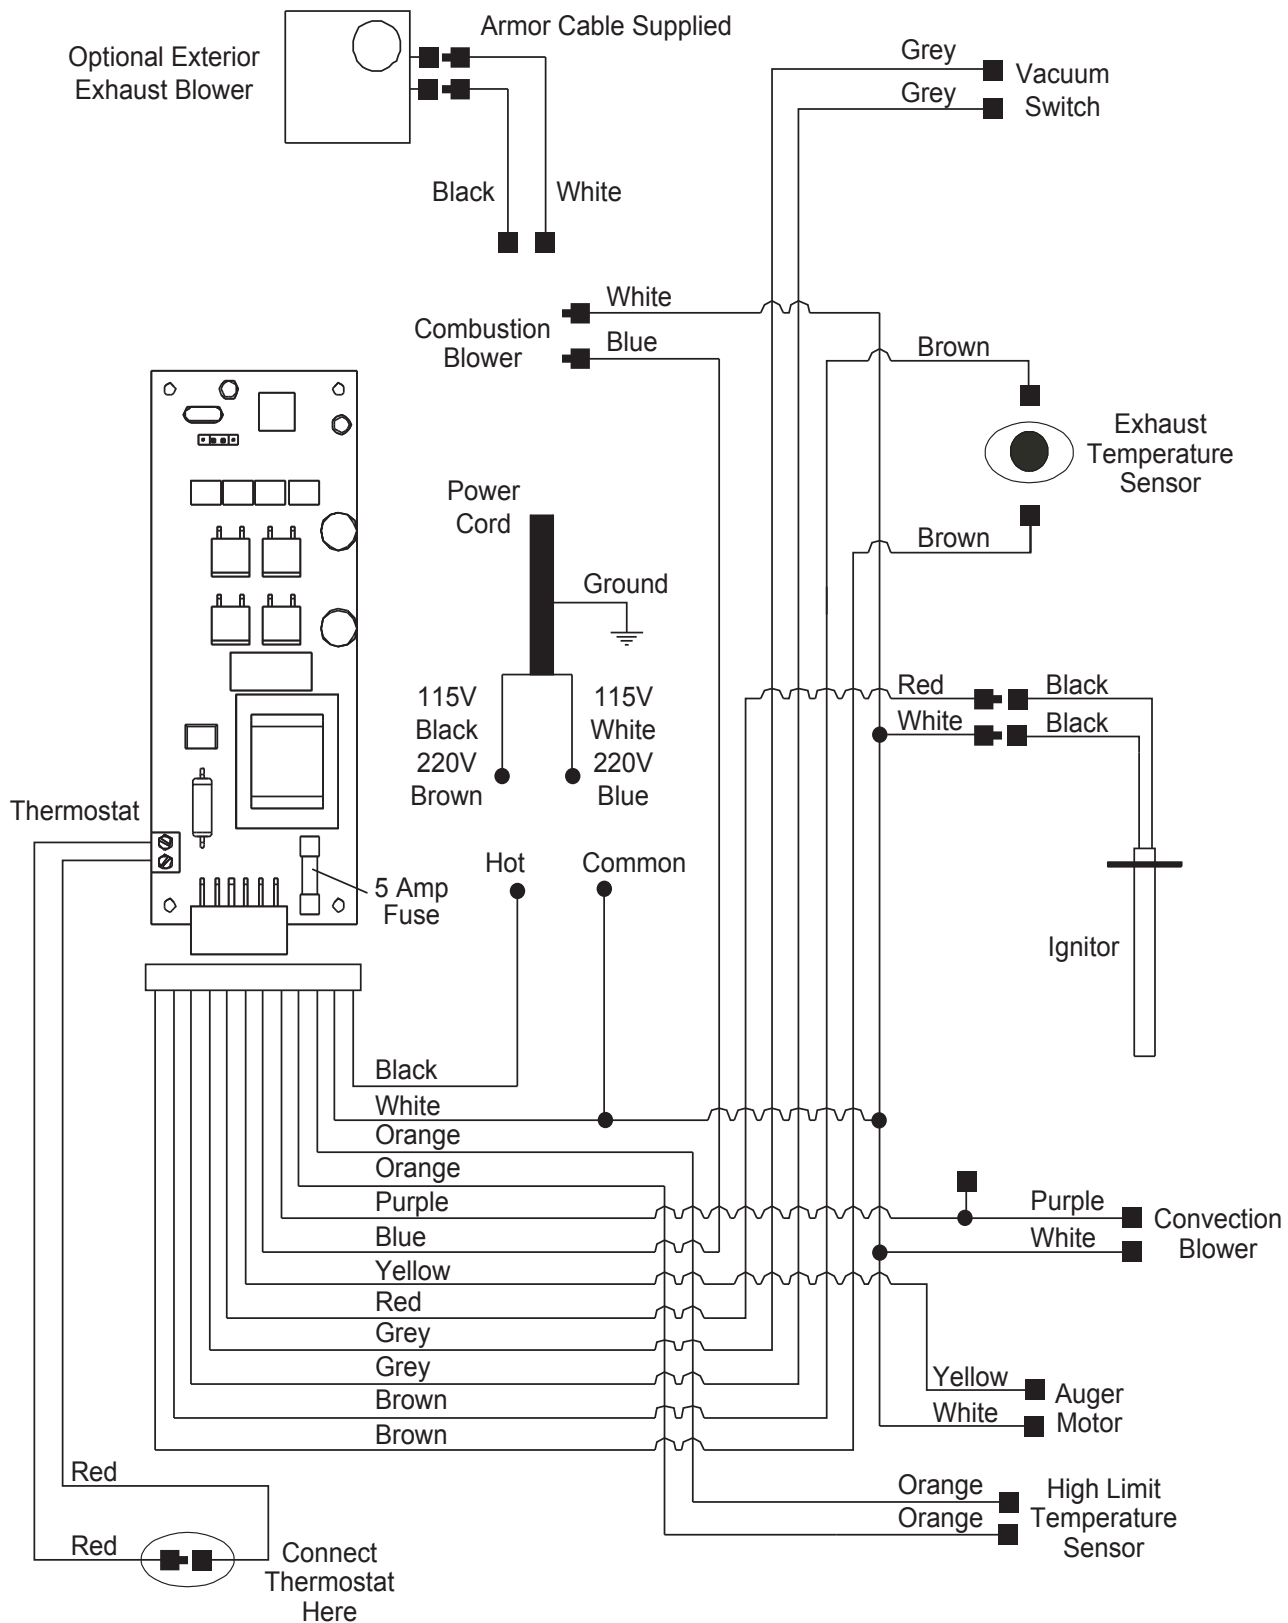 Armor Cable Supplied
Optional Exterior
Exhaust Blower
Black
White
Grey
Grey
Vacuum
Switch
White
Blue
Combustion
Blower
Brown
Brown
Exhaust
Temperature
Sensor
Power
Cord
Ground
115V
Black
220V
Brown
115V
White
220V
Blue
Red
White
Black
Black
Ignitor
Thermostat
5 Amp
Fuse
Hot
Common
Black
White
Orange
Orange
Purple
Blue
Yellow
Red
Grey
Grey
Brown
Brown
Purple
White
Convection
Blower
Yellow
White
Auger
Motor
Orange
Orange
High Limit
Temperature
Sensor
Red
Red
Connect
Thermostat
Here